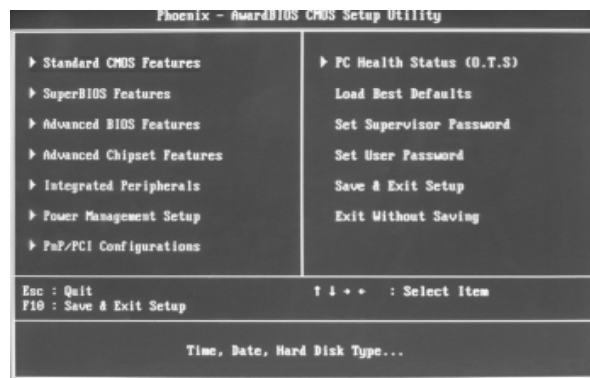 Phoenix - AwardBIOS CMOS Setup Utility
▶ Standard CMOS Features
▶ SuperBIOS Features
▶ Advanced BIOS Features
▶ Advanced Chipset Features
▶ Integrated Peripherals
▶ Power Management Setup
▶ PnP/PCI Configurations
▶ PC Health Status (O.T.S)
Load Best Defaults
Set Supervisor Password
Set User Password
Save & Exit Setup
Exit Without Saving
Esc : Quit
F10 : Save & Exit Setup
↑ ↓ → ← : Select Item
Time, Date, Hard Disk Type...